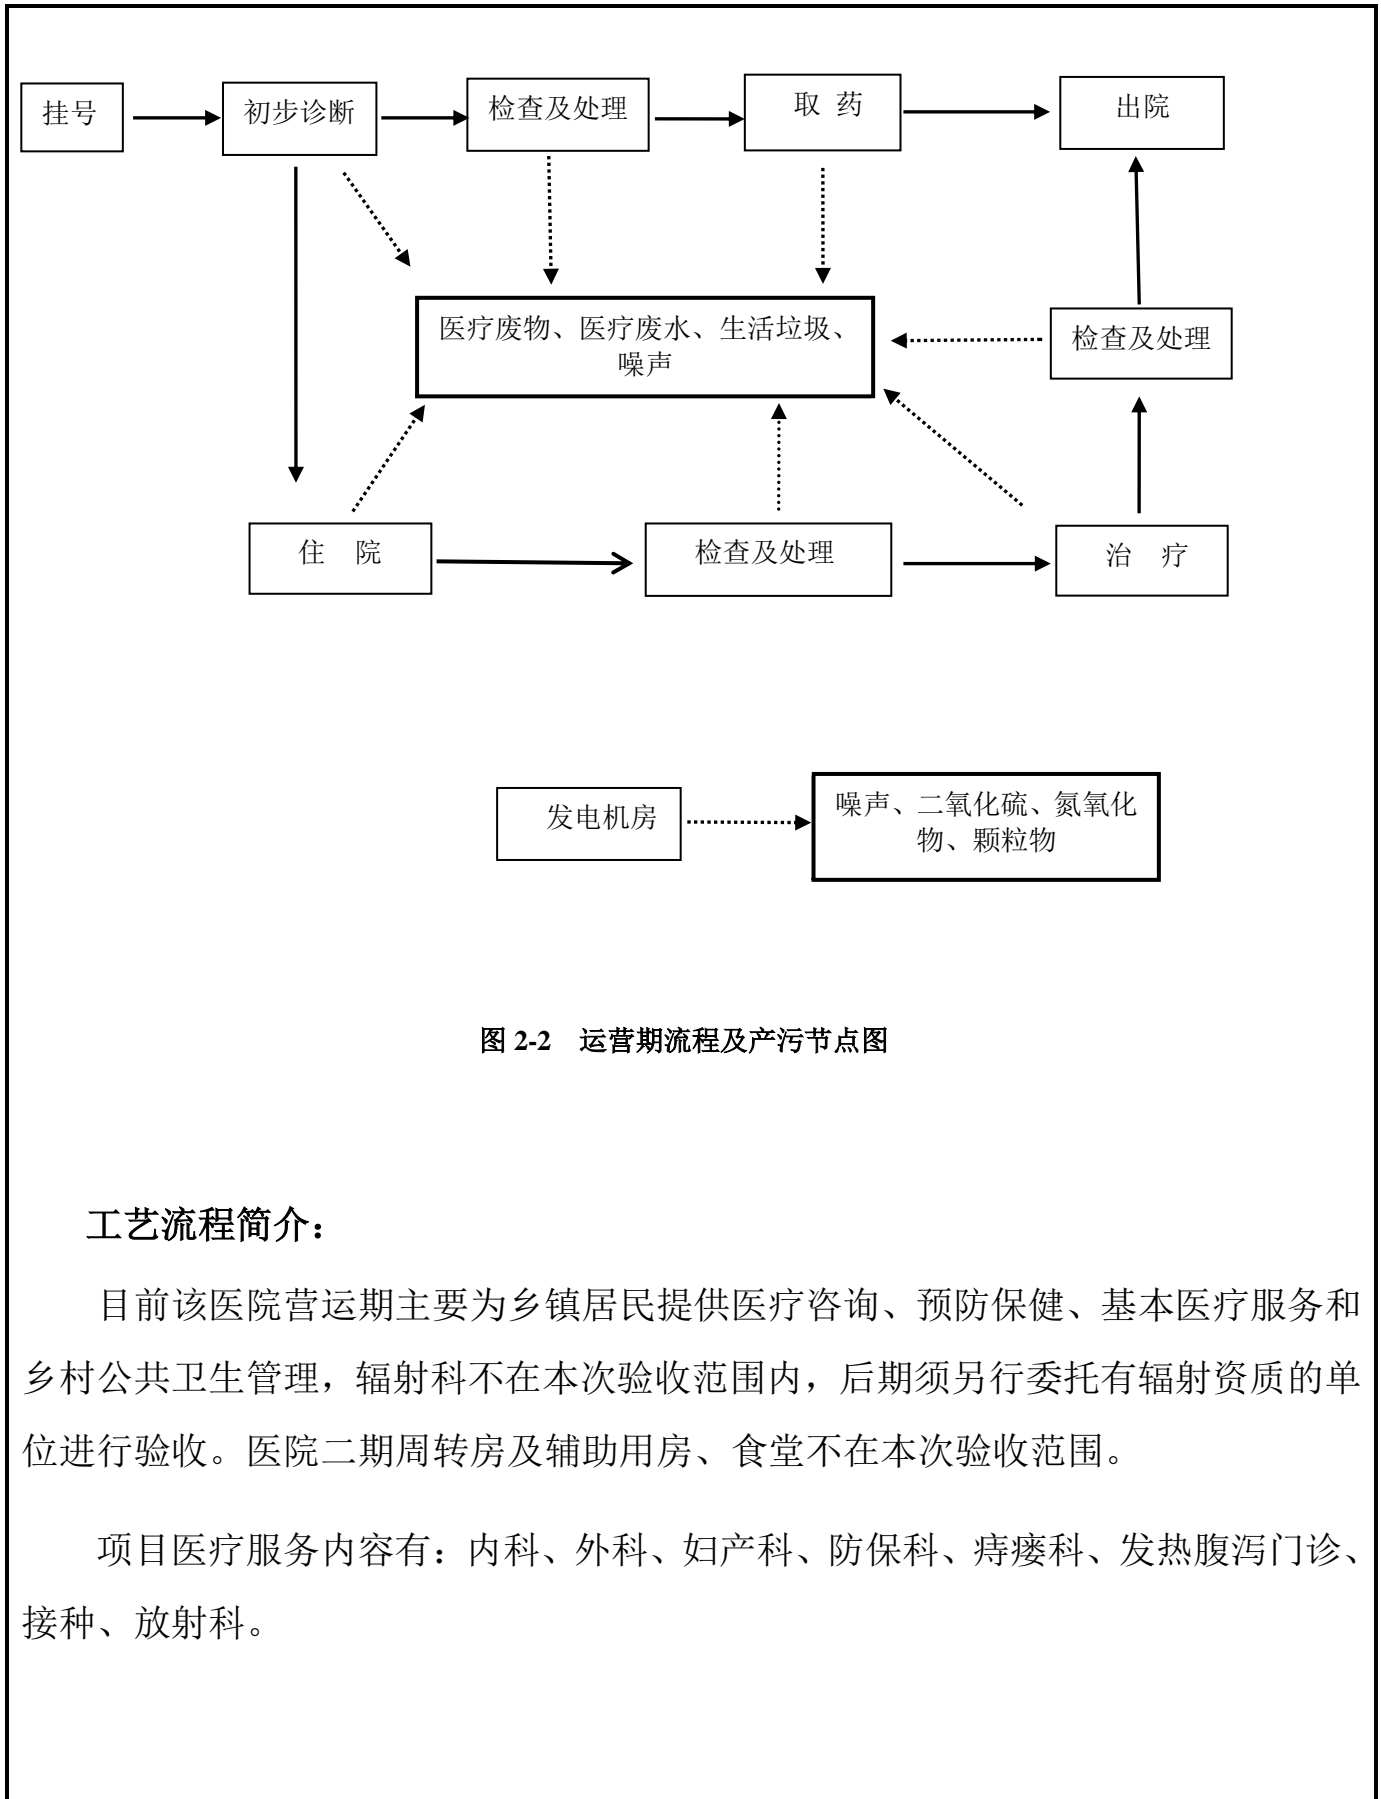 挂号
初步诊断
检查及处理
取 药
出院
医疗废物、医疗废水、生活垃圾、
噪声
检查及处理
住 院
检查及处理
治 疗
发电机房
噪声、二氧化硫、氮氧化
物、颗粒物
图 2-2 运营期流程及产污节点图
工艺流程简介：
目前该医院营运期主要为乡镇居民提供医疗咨询、预防保健、基本医疗服务和
乡村公共卫生管理，辐射科不在本次验收范围内，后期须另行委托有辐射资质的单
位进行验收。医院二期周转房及辅助用房、食堂不在本次验收范围。
项目医疗服务内容有：内科、外科、妇产科、防保科、痔瘘科、发热腹泻门诊、
接种、放射科。